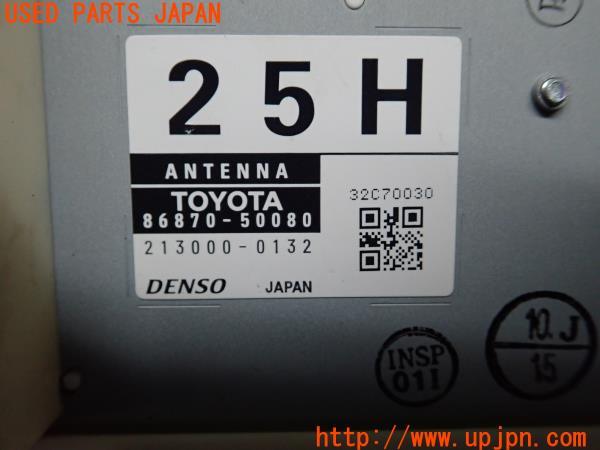 USED PARTS JAPAN
25H
ANTENNA
TOYOTA
86870-50080
32C70030
213000-0132
DENSO JAPAN
INSP
011
10.J
15
http://www.upjpn.com